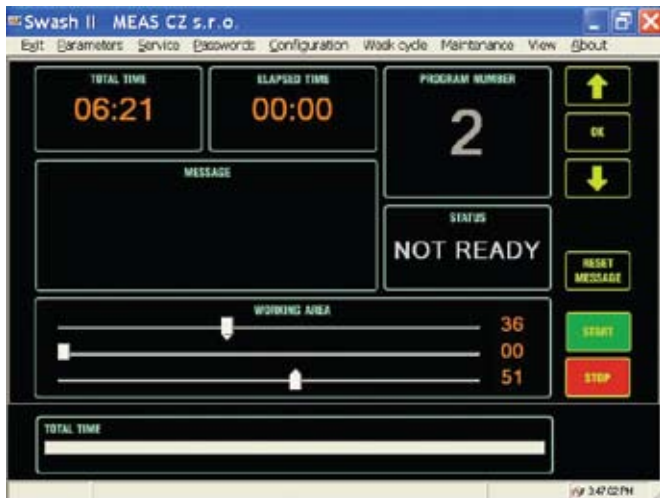 Swash II MEAS CZ s.r.o.
Exit Parameters Service Passwords Configuration Week cycle Maintenance View About
TOTAL TIME
06:21
ELAPSED TIME
00:00
PROGRAM NUMBER
2
OK
MESSAGE
STATUS
NOT READY
RESET
MESSAGE
WORKING AREA
36
00
51
START
STOP
TOTAL TIME
3:47:02 PM